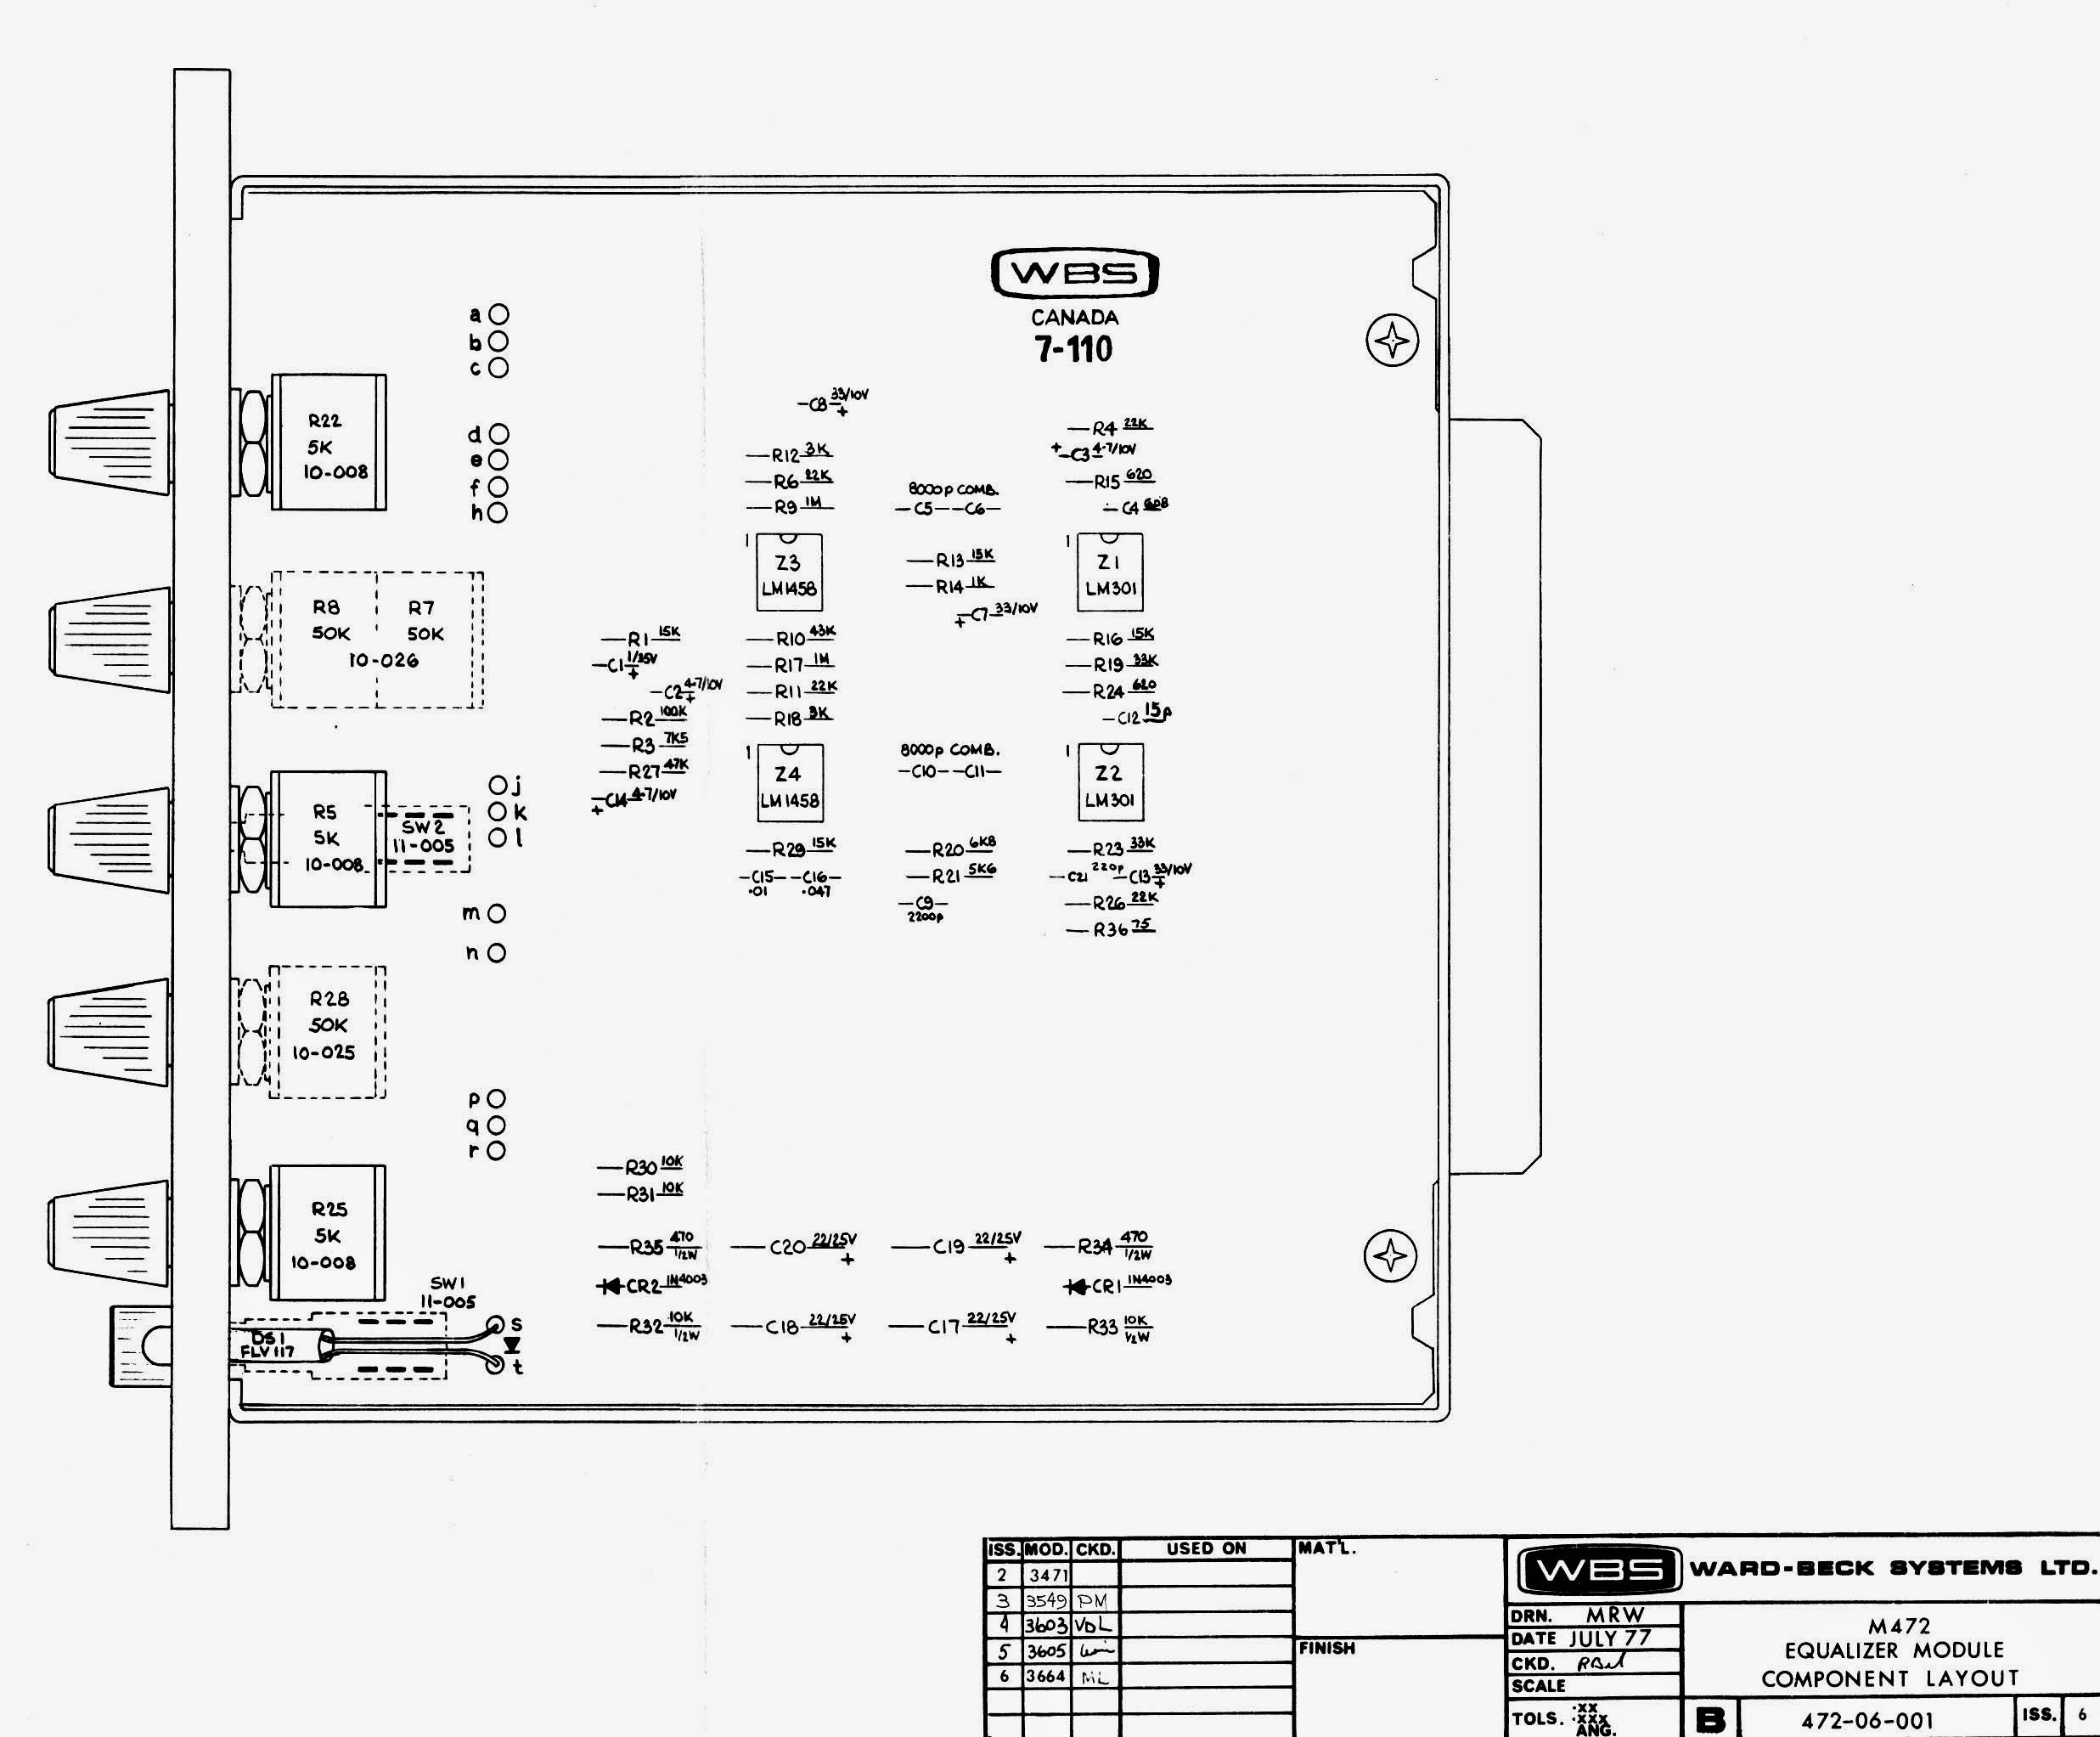 WBS
CANADA
7-110
a
b
c
d
e
f
h
R22
5K
10-008
R8 R7
50K 50K
10-026
R5
5K
10-008
SW2
11-005
j
k
l
m
n
R28
50K
10-025
p
q
r
R25
5K
10-008
SW1
11-005
DS1
FLV117
s
t
C8 33/10V
+
R12 3K
R6 22K
R9 1M
1
Z3
LM1458
R10 43K
R17 1M
R11 22K
R18 3K
1
Z4
LM1458
R29 15K
C15 C16
.01 .047
R1 15K
C1 1/35V
+
C2 4.7/10V
+
R2 100K
R3 7K5
R27 47K
C14 4.7/10V
+
8000p COMB.
C5 C6
R13 15K
R14 1K
C7 33/10V
+
8000p COMB.
C10 C11
R20 6K8
R21 5K6
C9
2200p
R4 22K
+ C3 4.7/10V
R15 620
C4 6p8
1
Z1
LM301
R16 15K
R19 33K
R24 620
C12 15p
1
Z2
LM301
R23 33K
C21 220p C13 33/10V
+
R26 22K
R36 75
R30 10K
R31 10K
R35 470 1/2W
C20 22/25V
+
C19 22/25V
+
R34 470 1/2W
CR2 1N4003
CR1 1N4003
R32 10K 1/2W
C18 22/25V
+
C17 22/25V
+
R33 10K 1/2W
ISS. MOD. CKD. USED ON
2 3471
3 3549 PM
4 3603 VDL
5 3605
6 3664 ML
MAT'L.
FINISH
WBS WARD-BECK SYSTEMS LTD.
DRN. MRW
DATE JULY 77
CKD.
SCALE
TOLS. .XX
.XXX
ANG.
M472
EQUALIZER MODULE
COMPONENT LAYOUT
B 472-06-001 ISS. 6